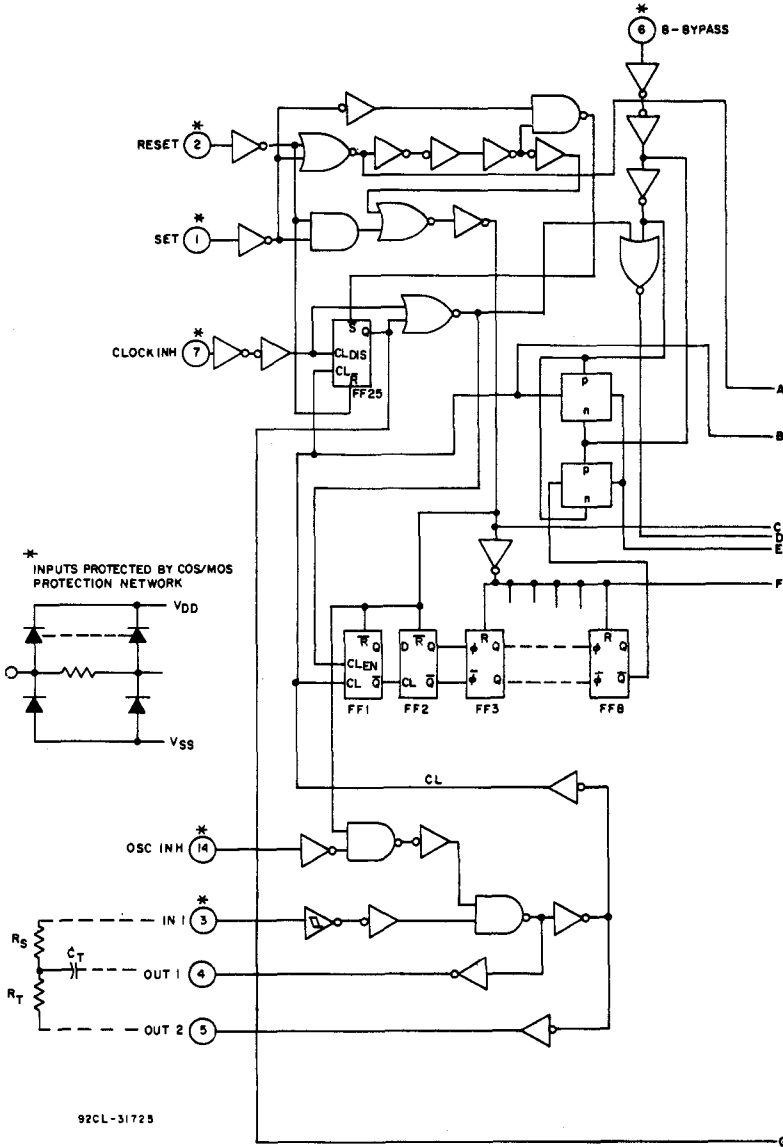 *
6 8-BYPASS
*
RESET 2
A
*
SET 1
*
CLOCK INH 7
S Q
CL DIS
CL R
FF25
p
n
B
p
n
C
D
E
*
INPUTS PROTECTED BY COS/MOS
PROTECTION NETWORK
VDD
VSS
F
R Q
CL EN
CL Q
FF1
D R Q
CL Q
FF2
ϕ R Q
ϕ Q
FF3
ϕ R Q
ϕ Q
FF8
CL
*
OSC INH 14
*
IN 1 3
RS
CT
OUT 1 4
RT
OUT 2 5
92CL-31725